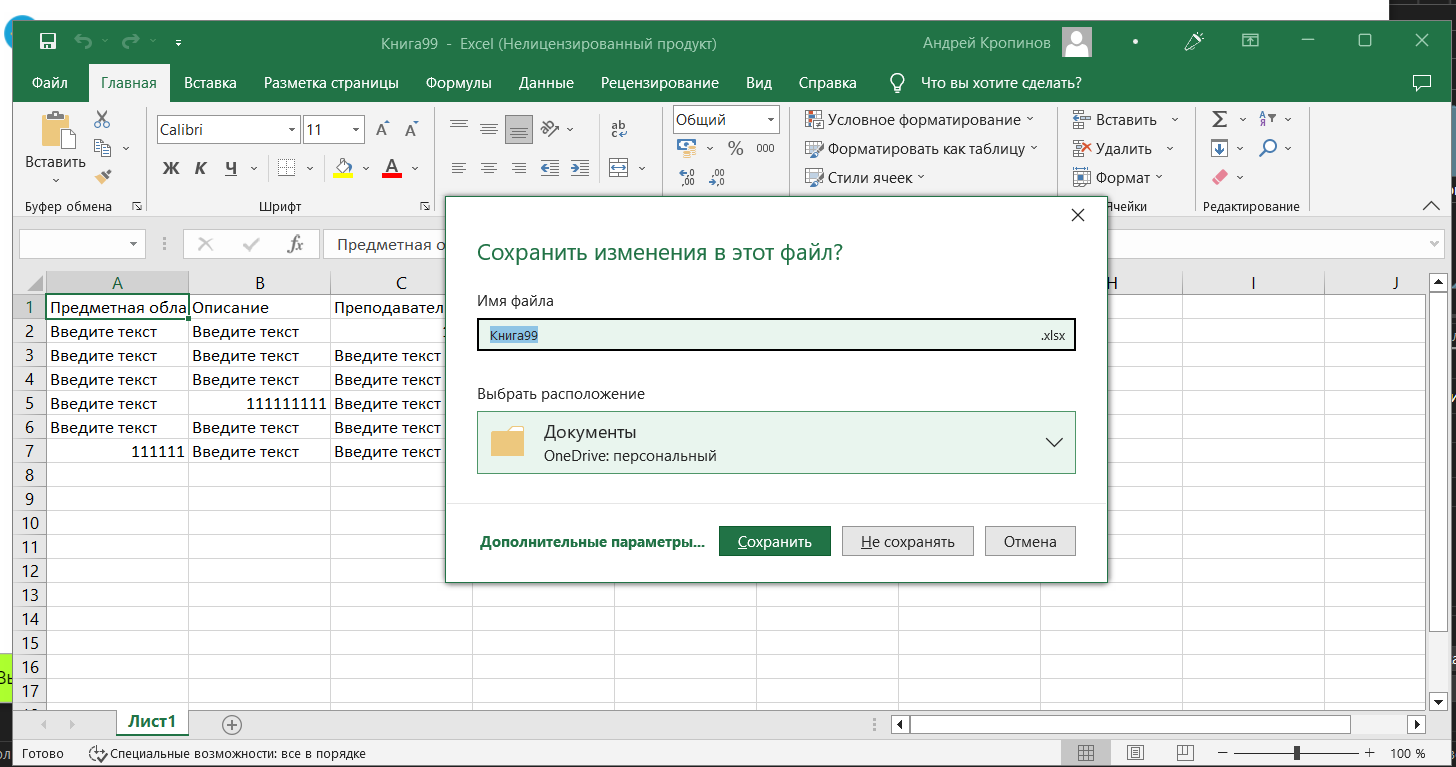 Книга99 - Excel (Нелицензированный продукт)
Андрей Кропинов
Файл Главная Вставка Разметка страницы Формулы Данные Рецензирование Вид Справка Что вы хотите сделать?
Вставить
Буфер обмена
Calibri 11
Ж К Ч А
Шрифт
ab
Общий
% 000
Условное форматирование
Форматировать как таблицу
Стили ячеек
Вставить
Удалить
Формат
Ячейки
Редактирование
fx Предметная о
A B C H I J
1 Предметная обла Описание Преподавател
2 Введите текст Введите текст
3 Введите текст Введите текст Введите текст
4 Введите текст Введите текст Введите текст
5 Введите текст 111111111 Введите текст
6 Введите текст Введите текст Введите текст
7 111111 Введите текст Введите текст
8
9
10
11
12
13
14
15
16
17
Сохранить изменения в этот файл?
Имя файла
Книга99 .xlsx
Выбрать расположение
Документы
OneDrive: персональный
Дополнительные параметры... Сохранить Не сохранять Отмена
Лист1
Готово Специальные возможности: все в порядке 100 %